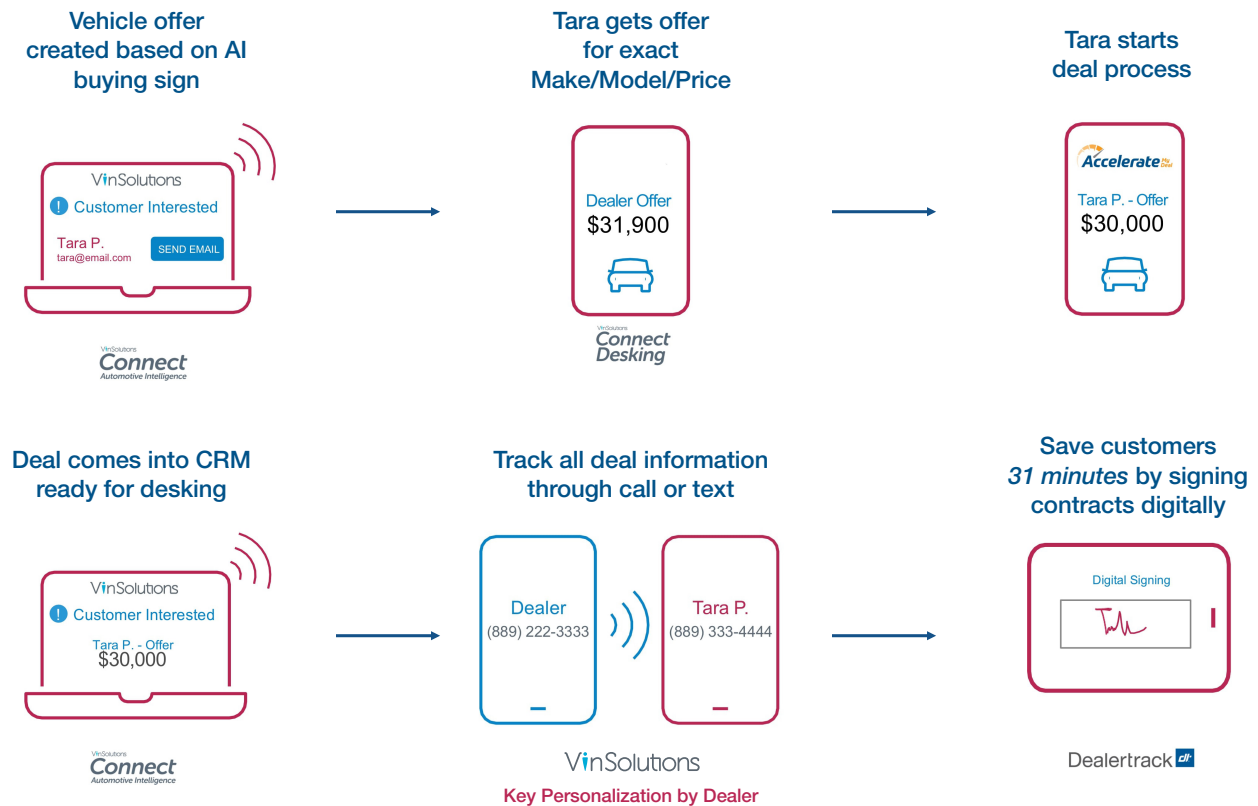 Vehicle offer
created based on AI
buying sign
Tara gets offer
for exact
Make/Model/Price
Tara starts
deal process
VinSolutions
! Customer Interested
Tara P.
tara@email.com
SEND EMAIL
VinSolutions
Connect
Automotive Intelligence
Dealer Offer
$31,900
VinSolutions
Connect
Desking
Accelerate My Deal
Tara P. - Offer
$30,000
Deal comes into CRM
ready for desking
Track all deal information
through call or text
Save customers
31 minutes by signing
contracts digitally
VinSolutions
! Customer Interested
Tara P. - Offer
$30,000
VinSolutions
Connect
Automotive Intelligence
Dealer
(889) 222-3333
Tara P.
(889) 333-4444
VinSolutions
Key Personalization by Dealer
Digital Signing
Dealertrack dt